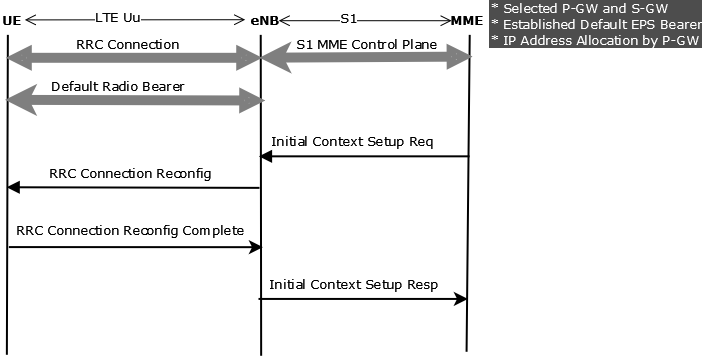 UE
LTE Uu
eNB
S1
MME
* Selected P-GW and S-GW
* Established Default EPS Bearer
* IP Address Allocation by P-GW
RRC Connection
S1 MME Control Plane
Default Radio Bearer
Initial Context Setup Req
RRC Connection Reconfig
RRC Connection Reconfig Complete
Initial Context Setup Resp